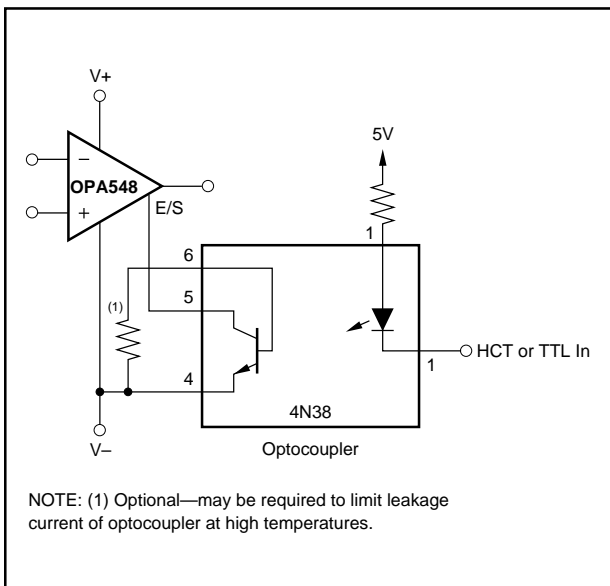 V+
5V
−
OPA548
+
E/S
1
6
(1)
5
1
HCT or TTL In
4
4N38
V–
Optocoupler
NOTE: (1) Optional—may be required to limit leakage
current of optocoupler at high temperatures.